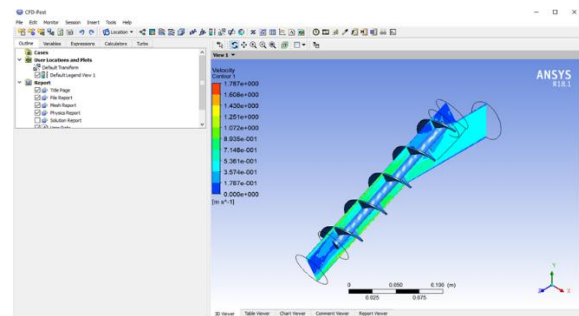 CFD-Post
File Edit Monitor Session Insert Tools Help
Location
Outline Variables Expressions Calculators Turbo
Cases
User Locations and Plots
Default Transform
Default Legend View 1
Report
Title Page
File Report
Mesh Report
Physics Report
Solution Report
View 1
Velocity
Contour 1
1.787e+000
1.608e+000
1.430e+000
1.251e+000
1.072e+000
8.935e-001
7.148e-001
5.361e-001
3.574e-001
1.787e-001
0.000e+000
[m s^-1]
ANSYS
R18.1
0 0.050 0.100 (m)
0.025 0.075
Y
Z X
3D Viewer Table Viewer Chart Viewer Comment Viewer Report Viewer